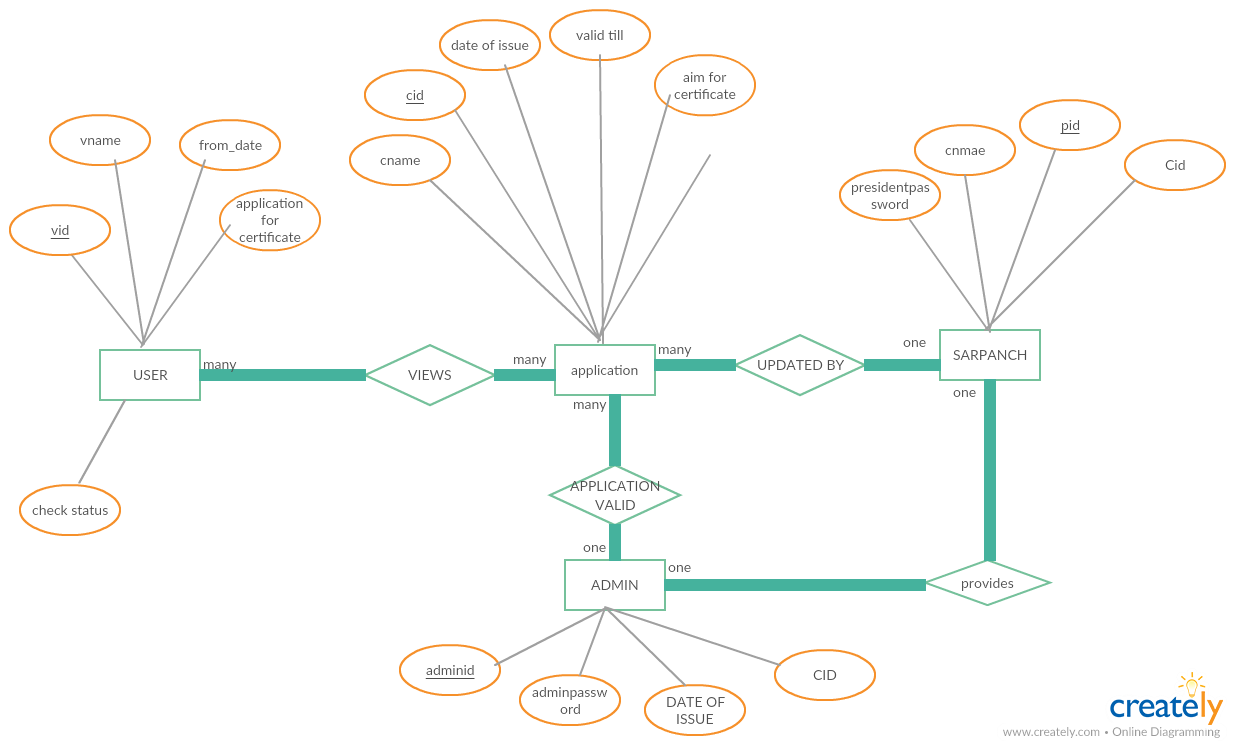 valid till
date of issue
aim for
certificate
cid
cname
vname
from_date
application
for
certificate
vid
pid
cnmae
Cid
presidentpas
sword
USER
many
VIEWS
many
application
many
many
UPDATED BY
one
SARPANCH
one
APPLICATION
VALID
one
ADMIN
one
provides
check status
adminid
adminpassw
ord
DATE OF
ISSUE
CID
creately
www.creately.com • Online Diagramming